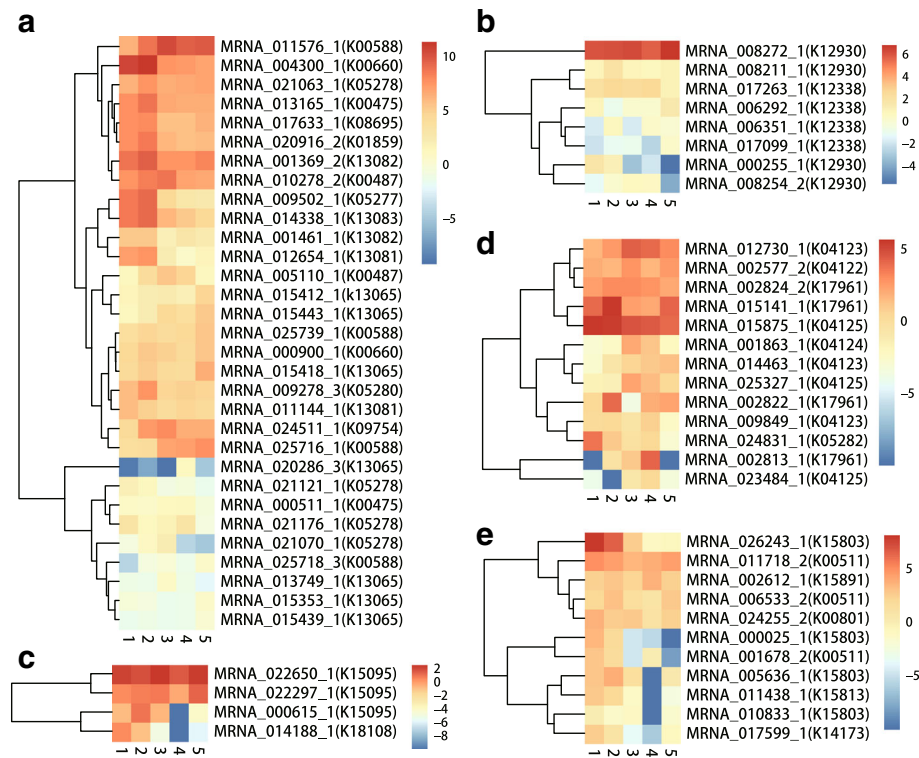 a
MRNA_011576_1(K00588)
MRNA_004300_1(K00660)
MRNA_021063_1(K05278)
MRNA_013165_1(K00475)
MRNA_017633_1(K08695)
MRNA_020916_2(K01859)
MRNA_001369_2(K13082)
MRNA_010278_2(K00487)
MRNA_009502_1(K05277)
MRNA_014338_1(K13083)
MRNA_001461_1(K13082)
MRNA_012654_1(K13081)
MRNA_005110_1(K00487)
MRNA_015412_1(k13065)
MRNA_015443_1(K13065)
MRNA_025739_1(K00588)
MRNA_000900_1(K00660)
MRNA_015418_1(K13065)
MRNA_009278_3(K05280)
MRNA_011144_1(K13081)
MRNA_024511_1(K09754)
MRNA_025716_1(K00588)
MRNA_020286_3(K13065)
MRNA_021121_1(K05278)
MRNA_000511_1(K00475)
MRNA_021176_1(K05278)
MRNA_021070_1(K05278)
MRNA_025718_3(K00588)
MRNA_013749_1(K13065)
MRNA_015353_1(K13065)
MRNA_015439_1(K13065)
1 2 3 4 5
10
5
0
−5
b
MRNA_008272_1(K12930)
MRNA_008211_1(K12930)
MRNA_017263_1(K12338)
MRNA_006292_1(K12338)
MRNA_006351_1(K12338)
MRNA_017099_1(K12338)
MRNA_000255_1(K12930)
MRNA_008254_2(K12930)
1 2 3 4 5
6
4
2
0
−2
−4
c
MRNA_022650_1(K15095)
MRNA_022297_1(K15095)
MRNA_000615_1(K15095)
MRNA_014188_1(K18108)
1 2 3 4 5
2
0
−2
−4
−6
−8
d
MRNA_012730_1(K04123)
MRNA_002577_2(K04122)
MRNA_002824_2(K17961)
MRNA_015141_1(K17961)
MRNA_015875_1(K04125)
MRNA_001863_1(K04124)
MRNA_014463_1(K04123)
MRNA_025327_1(K04125)
MRNA_002822_1(K17961)
MRNA_009849_1(K04123)
MRNA_024831_1(K05282)
MRNA_002813_1(K17961)
MRNA_023484_1(K04125)
1 2 3 4 5
5
0
−5
e
MRNA_026243_1(K15803)
MRNA_011718_2(K00511)
MRNA_002612_1(K15891)
MRNA_006533_2(K00511)
MRNA_024255_2(K00801)
MRNA_000025_1(K15803)
MRNA_001678_2(K00511)
MRNA_005636_1(K15803)
MRNA_011438_1(K15813)
MRNA_010833_1(K15803)
MRNA_017599_1(K14173)
1 2 3 4 5
5
0
−5